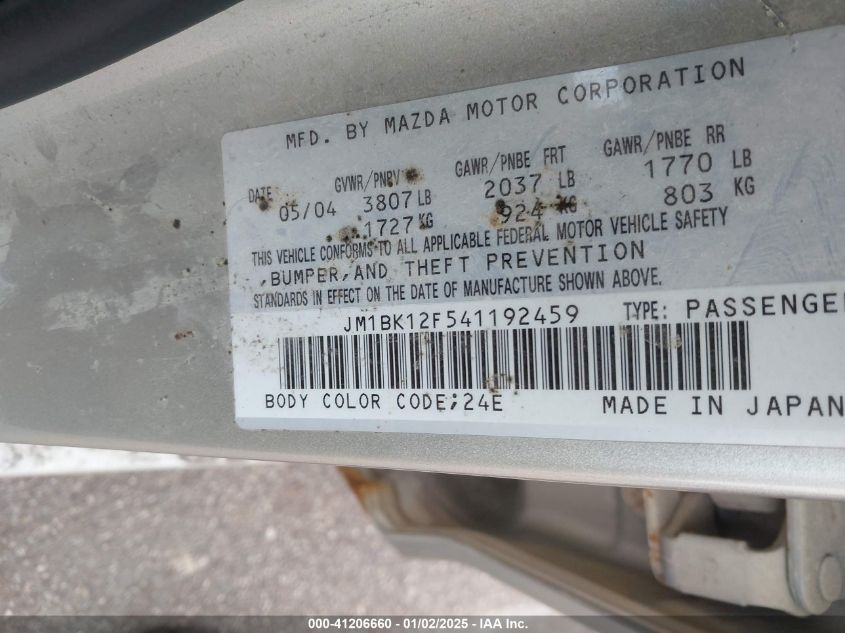 MFD. BY MAZDA MOTOR CORPORATION
DATE GVWR/PNBV GAWR/PNBE FRT GAWR/PNBE RR
05/04 3807 LB 2037 LB 1770 LB
1727 KG 924 KG 803 KG
THIS VEHICLE CONFORMS TO ALL APPLICABLE FEDERAL MOTOR VEHICLE SAFETY
,BUMPER,AND THEFT PREVENTION
STANDARDS IN EFFECT ON THE DATE OF MANUFACTURE SHOWN ABOVE.
JM1BK12F541192459 TYPE: PASSENGER
BODY COLOR CODE;24E MADE IN JAPAN
000-41206660 - 01/02/2025 - IAA Inc.